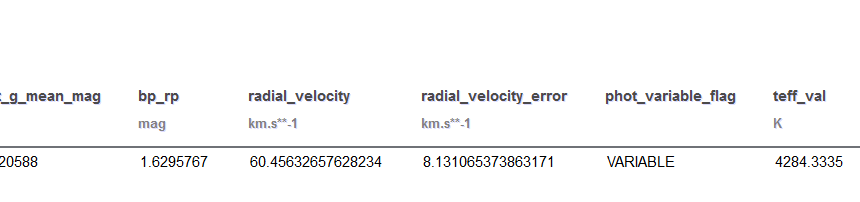 t_g_mean_mag bp_rp radial_velocity radial_velocity_error phot_variable_flag teff_val
mag km.s**-1 km.s**-1 K
20588 1.6295767 60.45632657628234 8.131065373863171 VARIABLE 4284.3335